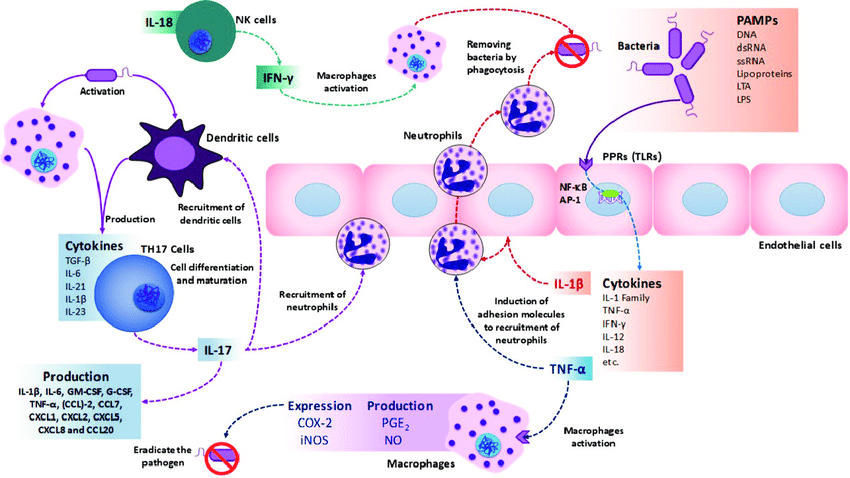 IL-18
NK cells
IFN-γ
Macrophages
activation
Removing
bacteria by
phagocytosis
Bacteria
PAMPs
DNA
dsRNA
ssRNA
Lipoproteins
LTA
LPS
Activation
Dendritic cells
Neutrophils
PPRs (TLRs)
NF-κB
AP-1
Endothelial cells
Recruitment
of dendritic cells
Production
Cytokines
TGF-β
IL-6
IL-21
IL-1β
IL-23
TH17 Cells
Cell differentiation
and maturation
Recruitment of
neutrophils
IL-17
IL-1β
Induction of
adhesion molecules
to recruitment of
neutrophils
Cytokines
IL-1 Family
TNF-α
IFN-γ
IL-12
IL-18
etc.
TNF-α
Production
IL-1β, IL-6, GM-CSF, G-CSF,
TNF-α, (CCL)-2, CCL7,
CXCL1, CXCL2, CXCL5,
CXCL8 and CCL20
Eradicate the
pathogen
Expression
COX-2
iNOS
Production
PGE2
NO
Macrophages
Macrophages
activation